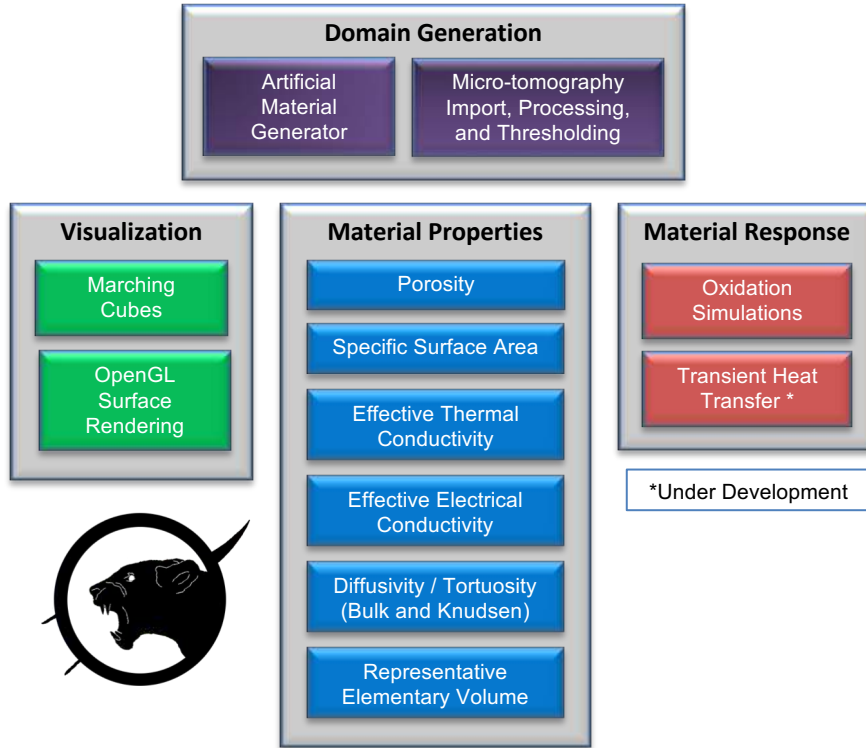 Domain Generation
Artificial
Material
Generator
Micro-tomography
Import, Processing,
and Thresholding
Visualization
Marching
Cubes
OpenGL
Surface
Rendering
Material Properties
Porosity
Specific Surface Area
Effective Thermal
Conductivity
Effective Electrical
Conductivity
Diffusivity / Tortuosity
(Bulk and Knudsen)
Representative
Elementary Volume
Material Response
Oxidation
Simulations
Transient Heat
Transfer *
*Under Development